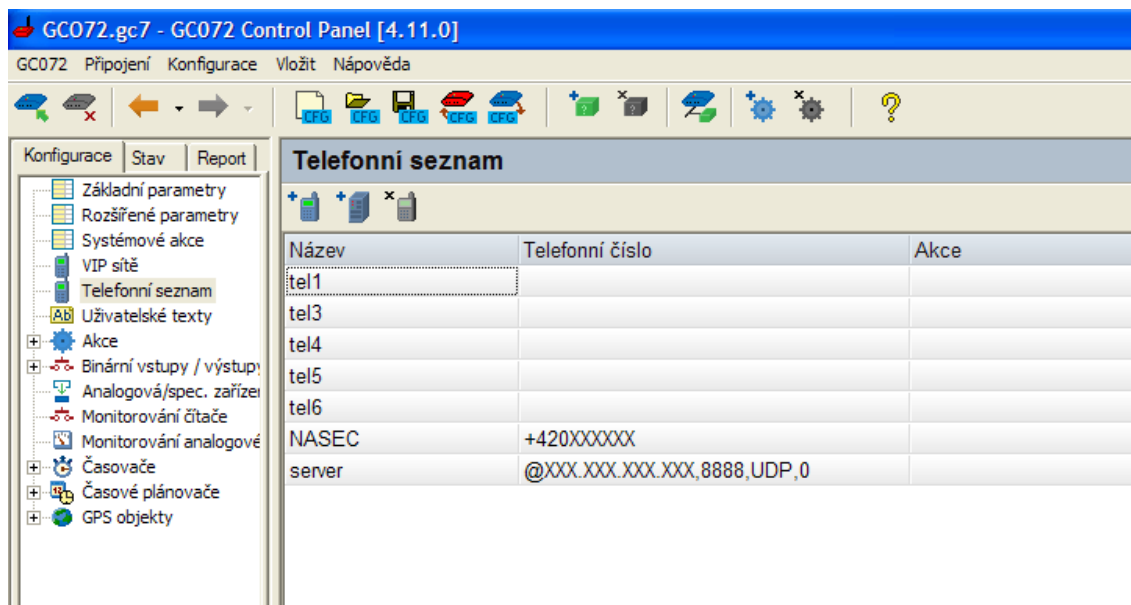 GC072.gc7 - GC072 Control Panel [4.11.0]
GC072 Připojení Konfigurace Vložit Nápověda
CFG CFG CFG CFG CFG
Konfigurace Stav Report
Základní parametry
Rozšířené parametry
Systémové akce
VIP sítě
Telefonní seznam
Ab Uživatelské texty
Akce
Binární vstupy / výstupy
Analogová/spec. zařízer
Monitorování čítače
Monitorování analogové
Časovače
Časové plánovače
GPS objekty
Telefonní seznam
Název Telefonní číslo Akce
tel1
tel3
tel4
tel5
tel6
NASEC +420XXXXXX
server @XXX.XXX.XXX.XXX,8888,UDP,0